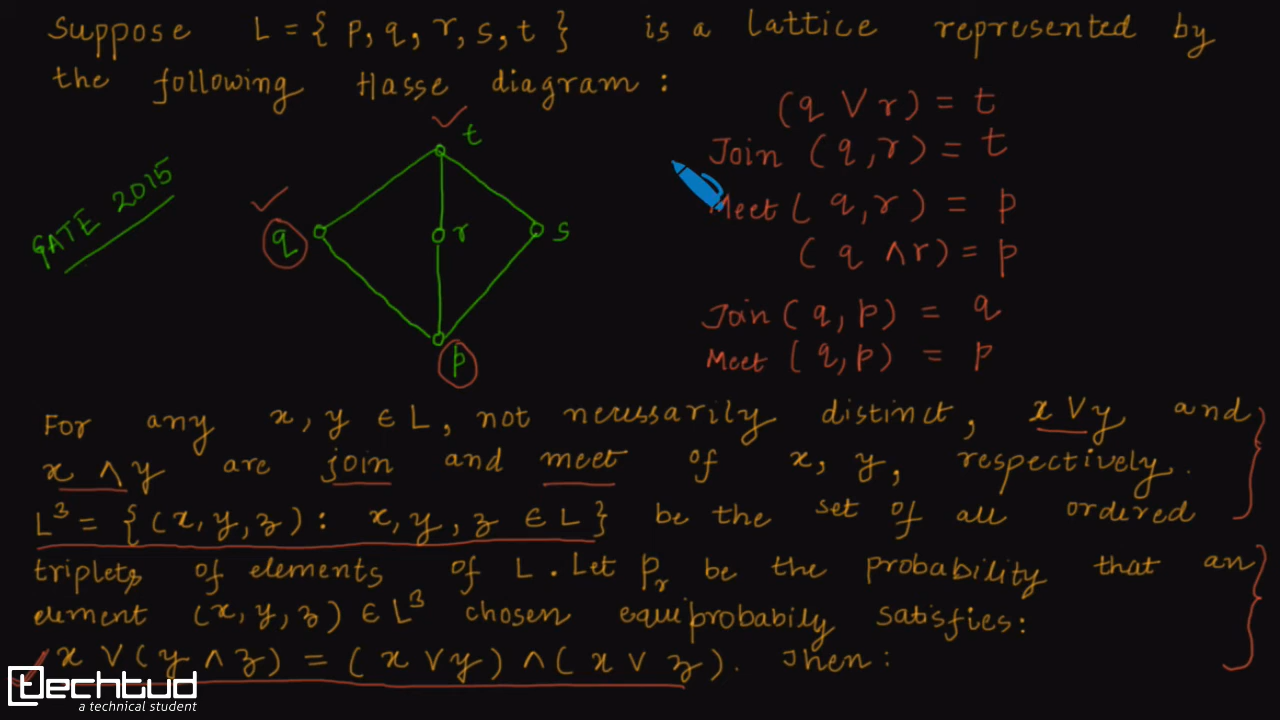 Suppose L = { p, q, r, s, t } is a lattice represented by
the following Hasse diagram :
GATE 2015
t
q
r
s
p
(q ∨ r) = t
Join (q, r) = t
Meet (q, r) = p
(q ∧ r) = p
Join (q, p) = q
Meet (q, p) = p
For any x, y ∈ L, not necessarily distinct, x ∨ y, and
x ∧ y are join and meet of x, y, respectively.
L³ = {(x, y, z) : x, y, z ∈ L} be the set of all ordered
triplets of elements of L. Let pr be the probability that an
element (x, y, z) ∈ L³ chosen equiprobabily satisfies:
x ∨ (y ∧ z) = (x ∨ y) ∧ (x ∨ z). Then :
techtud
a technical student